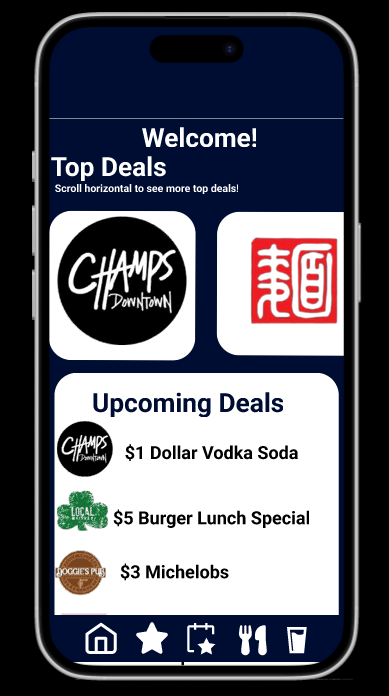 Welcome!
Top Deals
Scroll horizontal to see more top deals!
CHAMPS
DOWNTOWN
麺
Upcoming Deals
CHAMPS
DOWNTOWN
$1 Dollar Vodka Soda
LOCAL
$5 Burger Lunch Special
DOGGIE'S PUB
$3 Michelobs